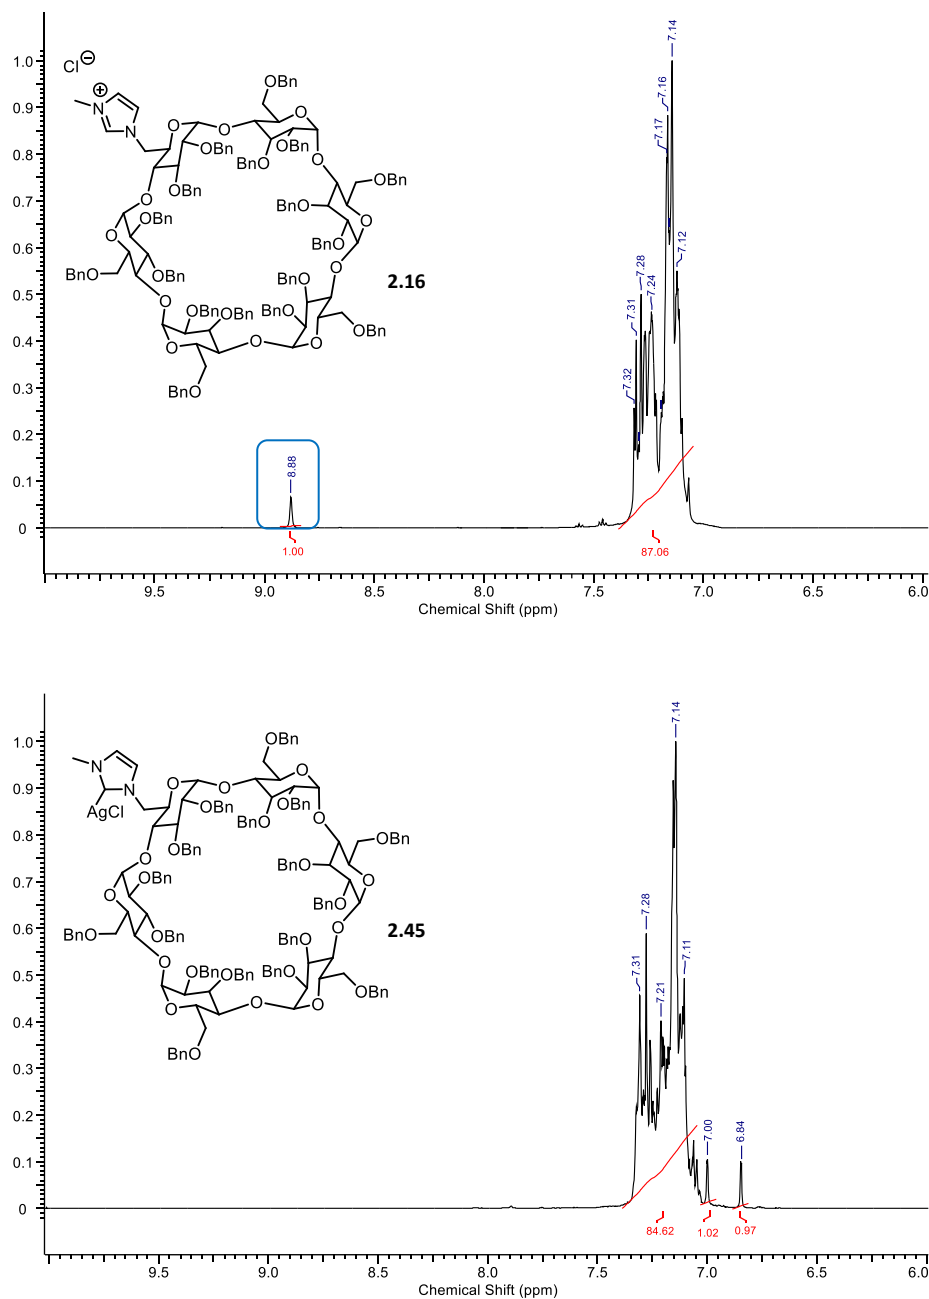 Cl⊖
⊕
N
N
O
O
OBn
O
OBn
OBn
BnO
O
OBn
OBn
O
BnO
O
BnO
O
OBn
O
BnO
OBn
O
OBn
OBn
BnO
BnO
O
O
O
OBn
BnO
2.16
7.14
7.16
7.17
7.12
7.28
7.24
7.31
7.32
8.88
1.00
87.06
1.0
0.9
0.8
0.7
0.6
0.5
0.4
0.3
0.2
0.1
0
9.5 9.0 8.5 8.0 7.5 7.0 6.5 6.0
Chemical Shift (ppm)
N
N
AgCl
O
O
OBn
O
OBn
OBn
BnO
O
OBn
OBn
O
BnO
O
BnO
O
OBn
O
BnO
OBn
O
OBn
OBn
BnO
BnO
O
O
O
OBn
BnO
2.45
7.14
7.28
7.31
7.21
7.11
7.00
6.84
84.62
1.02
0.97
1.0
0.9
0.8
0.7
0.6
0.5
0.4
0.3
0.2
0.1
0
9.5 9.0 8.5 8.0 7.5 7.0 6.5 6.0
Chemical Shift (ppm)